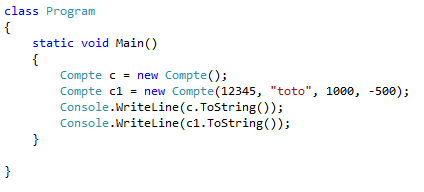 class Program
{
    static void Main()
    {
        Compte c = new Compte();
        Compte c1 = new Compte(12345, "toto", 1000, -500);
        Console.WriteLine(c.ToString());
        Console.WriteLine(c1.ToString());
    }
}